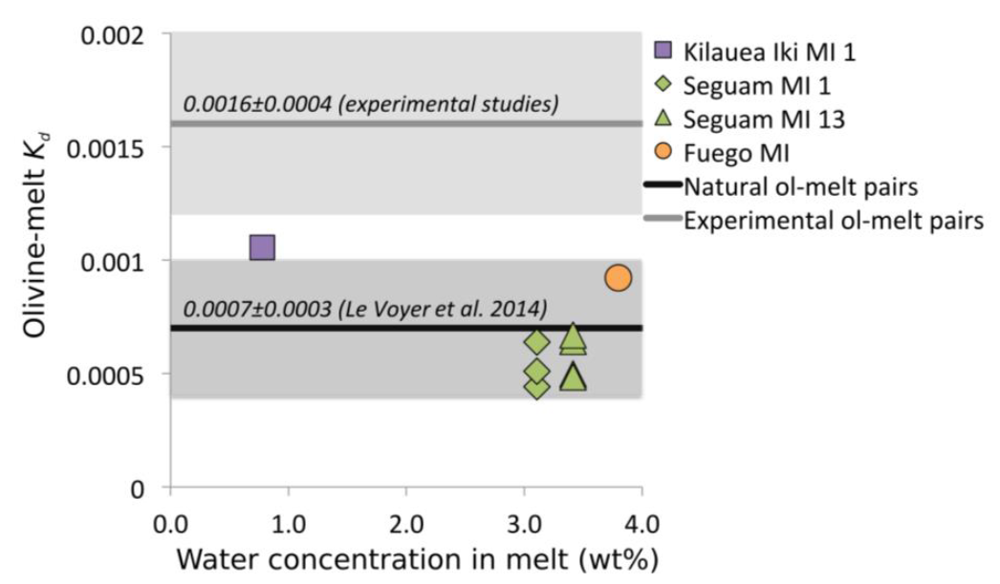 0.002
0.0015
0.001
0.0005
0
Olivine-melt Kd
0.0016±0.0004 (experimental studies)
0.0007±0.0003 (Le Voyer et al. 2014)
0.0 1.0 2.0 3.0 4.0
Water concentration in melt (wt%)
Kilauea Iki MI 1
Seguam MI 1
Seguam MI 13
Fuego MI
Natural ol-melt pairs
Experimental ol-melt pairs